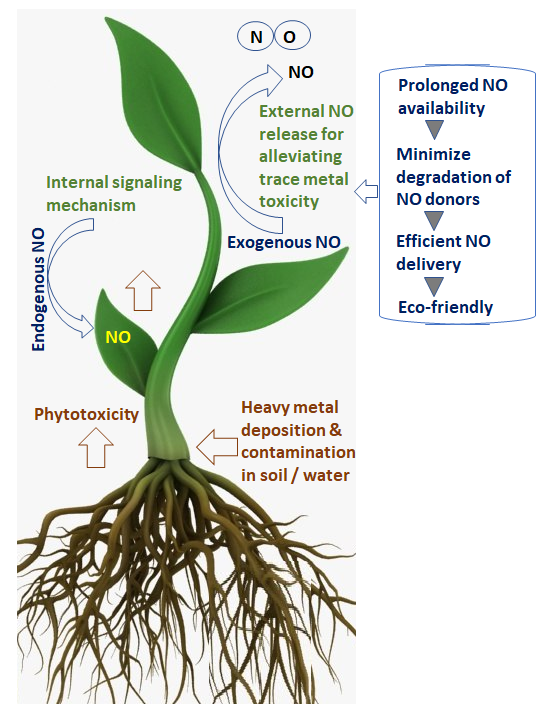 N O
NO
External NO
release for
alleviating
trace metal
toxicity
Exogenous NO
Internal signaling
mechanism
Endogenous NO
NO
Phytotoxicity
Heavy metal
deposition &
contamination
in soil / water
Prolonged NO
availability
Minimize
degradation of
NO donors
Efficient NO
delivery
Eco-friendly